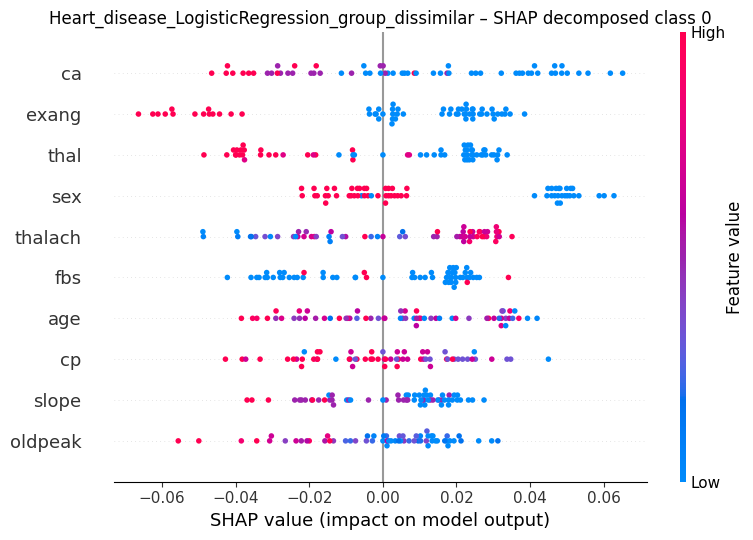 Heart_disease_LogisticRegression_group_dissimilar – SHAP decomposed class 0
High
ca
exang
thal
sex
thalach
fbs
age
cp
slope
oldpeak
Feature value
Low
−0.06 −0.04 −0.02 0.00 0.02 0.04 0.06
SHAP value (impact on model output)